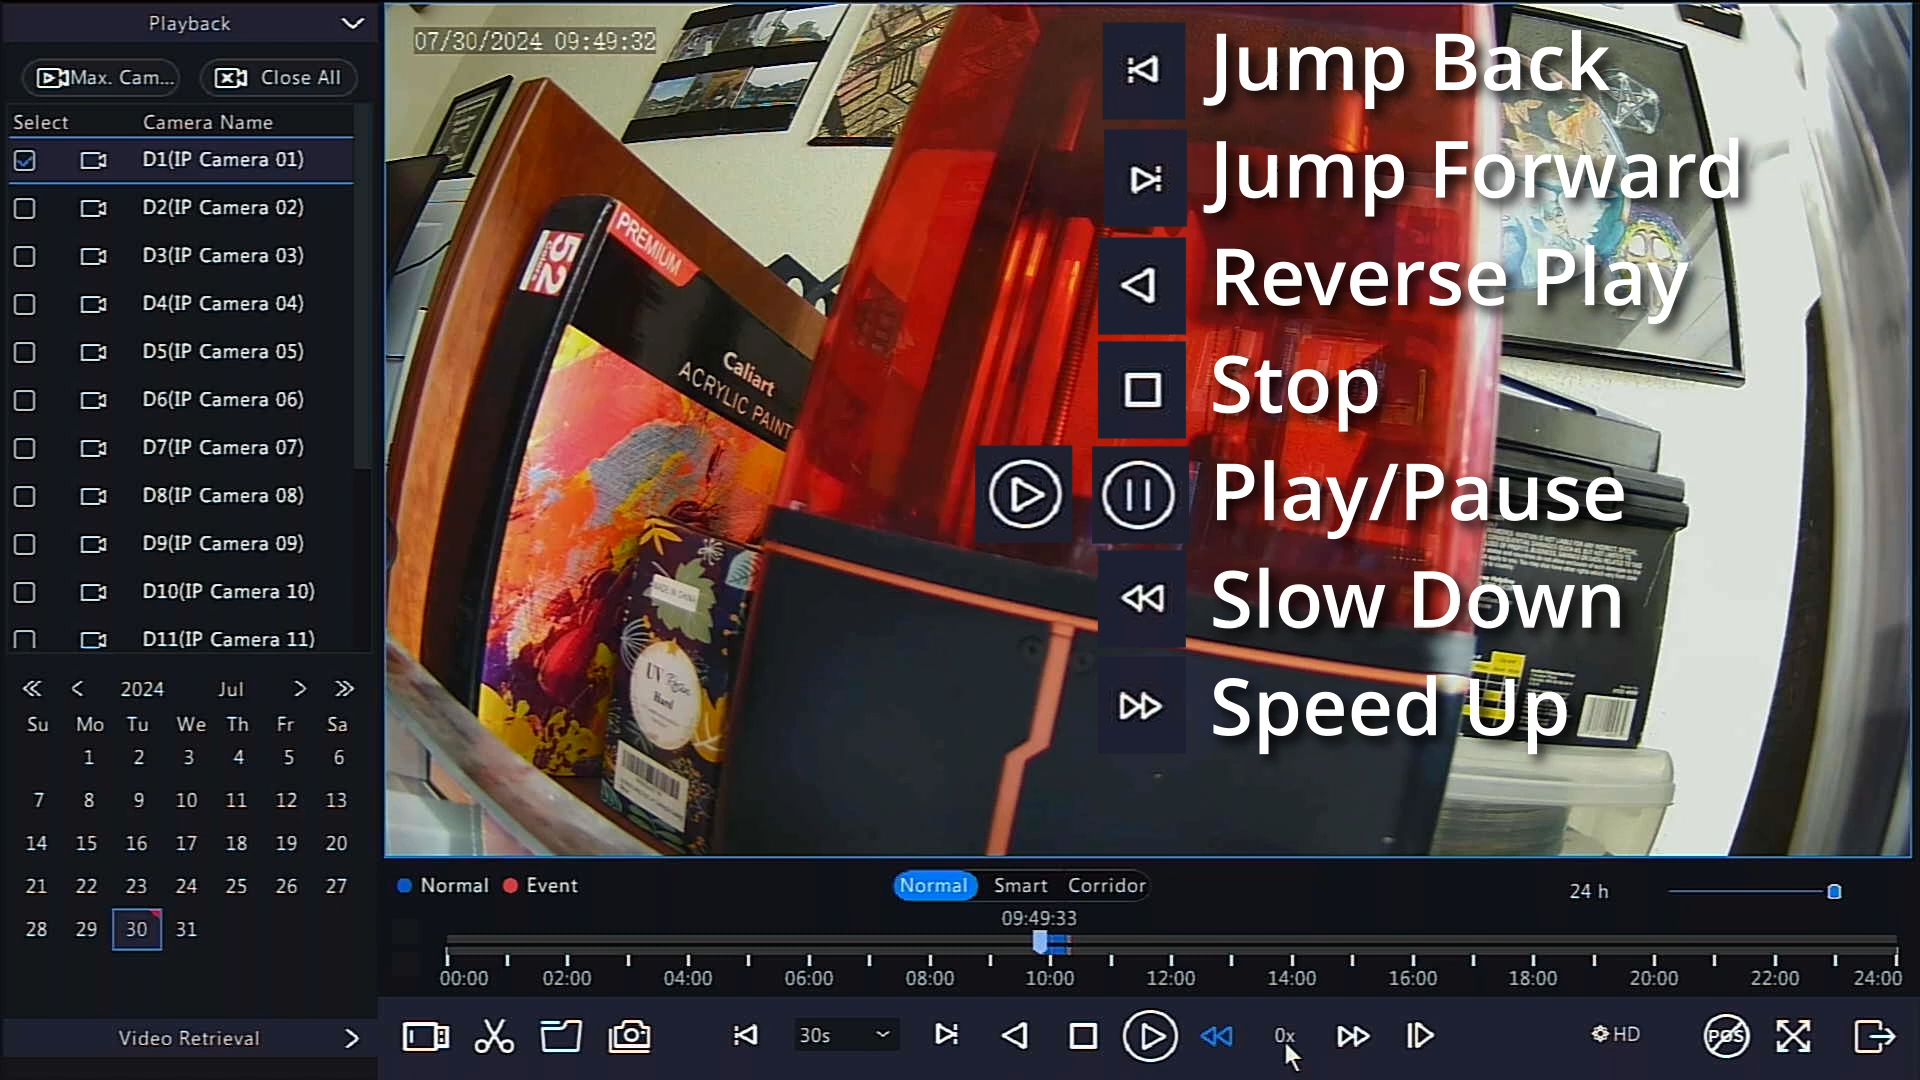 Playback
Max. Cam...
Close All
Select
Camera Name
D1(IP Camera 01)
D2(IP Camera 02)
D3(IP Camera 03)
D4(IP Camera 04)
D5(IP Camera 05)
D6(IP Camera 06)
D7(IP Camera 07)
D8(IP Camera 08)
D9(IP Camera 09)
D10(IP Camera 10)
D11(IP Camera 11)
2024 Jul
Su Mo Tu We Th Fr Sa
1 2 3 4 5 6
7 8 9 10 11 12 13
14 15 16 17 18 19 20
21 22 23 24 25 26 27
28 29 30 31
Video Retrieval
07/30/2024 09:49:32
Jump Back
Jump Forward
Reverse Play
Stop
Play/Pause
Slow Down
Speed Up
52
PREMIUM
Caliart
ACRYLIC PAINT
MADE IN CHINA
UV Resin
Hard
Normal
Event
Normal
Smart
Corridor
24 h
09:49:33
00:00 02:00 04:00 06:00 08:00 10:00 12:00 14:00 16:00 18:00 20:00 22:00 24:00
30s
0x
HD
POS